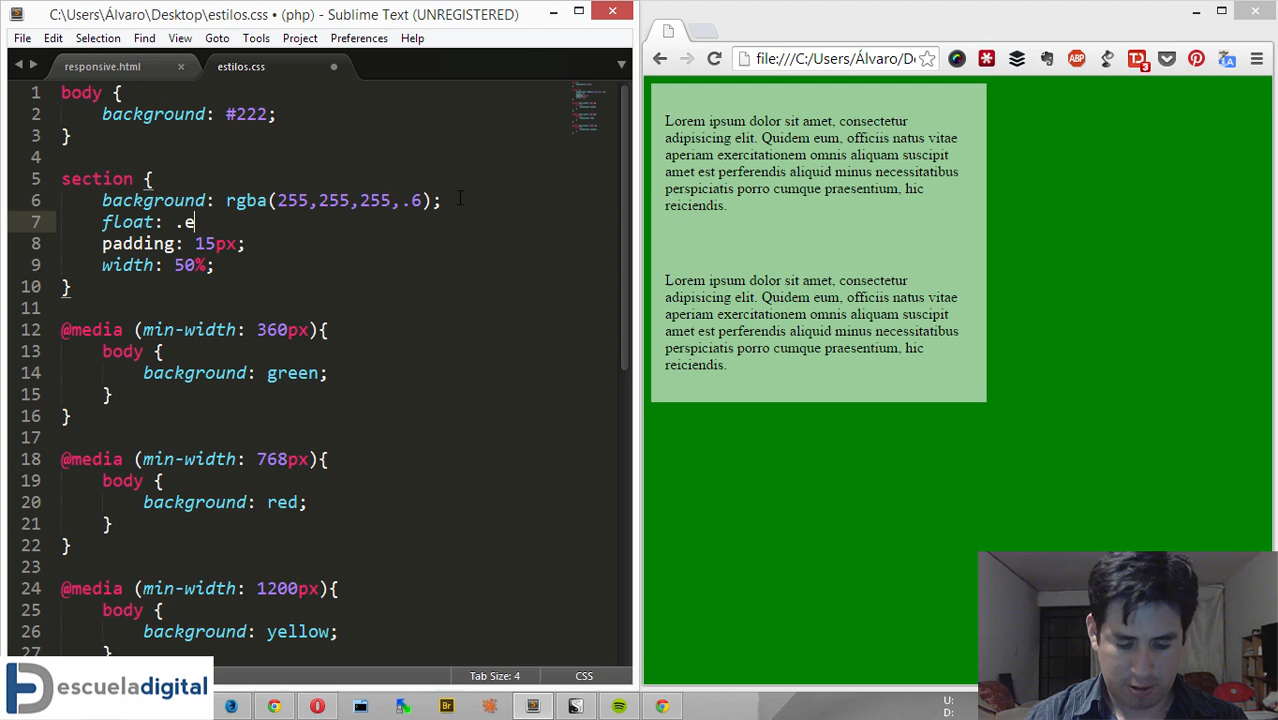 C:\Users\Álvaro\Desktop\estilos.css • (php) - Sublime Text (UNREGISTERED)
File Edit Selection Find View Goto Tools Project Preferences Help
responsive.html × estilos.css
1 body {
2 background: #222;
3 }
4
5 section {
6 background: rgba(255,255,255,.6);
7 float: .e
8 padding: 15px;
9 width: 50%;
10 }
11
12 @media (min-width: 360px){
13 body {
14 background: green;
15 }
16 }
17
18 @media (min-width: 768px){
19 body {
20 background: red;
21 }
22 }
23
24 @media (min-width: 1200px){
25 body {
26 background: yellow;
27 }
Tab Size: 4 CSS
escueladigital
file:///C:/Users/Álvaro/De
ABP
3
Lorem ipsum dolor sit amet, consectetur
adipisicing elit. Quidem eum, officiis natus vitae
aperiam exercitationem omnis aliquam suscipit
amet est perferendis aliquid minus necessitatibus
perspiciatis porro cumque praesentium, hic
reiciendis.
Lorem ipsum dolor sit amet, consectetur
adipisicing elit. Quidem eum, officiis natus vitae
aperiam exercitationem omnis aliquam suscipit
amet est perferendis aliquid minus necessitatibus
perspiciatis porro cumque praesentium, hic
reiciendis.
Br
U:
D: